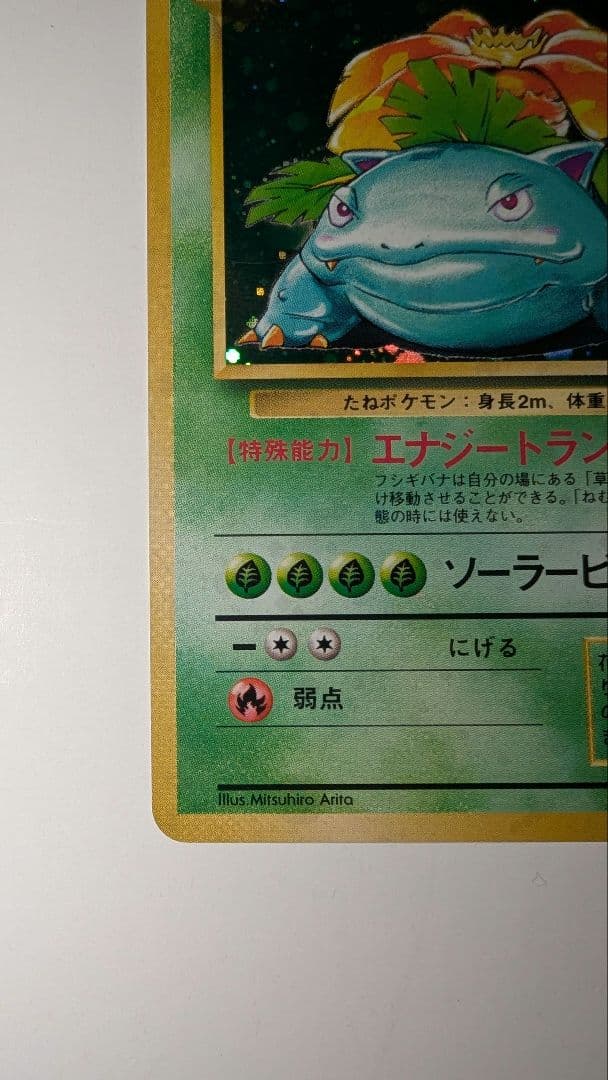 たねポケモン：身長2m、体重
【特殊能力】エナジートラン
フシギバナは自分の場にある「草
け移動させることができる。「ねむ
態の時には使えない。
ソーラービ
ー にげる
弱点
Illus.Mitsuhiro Arita